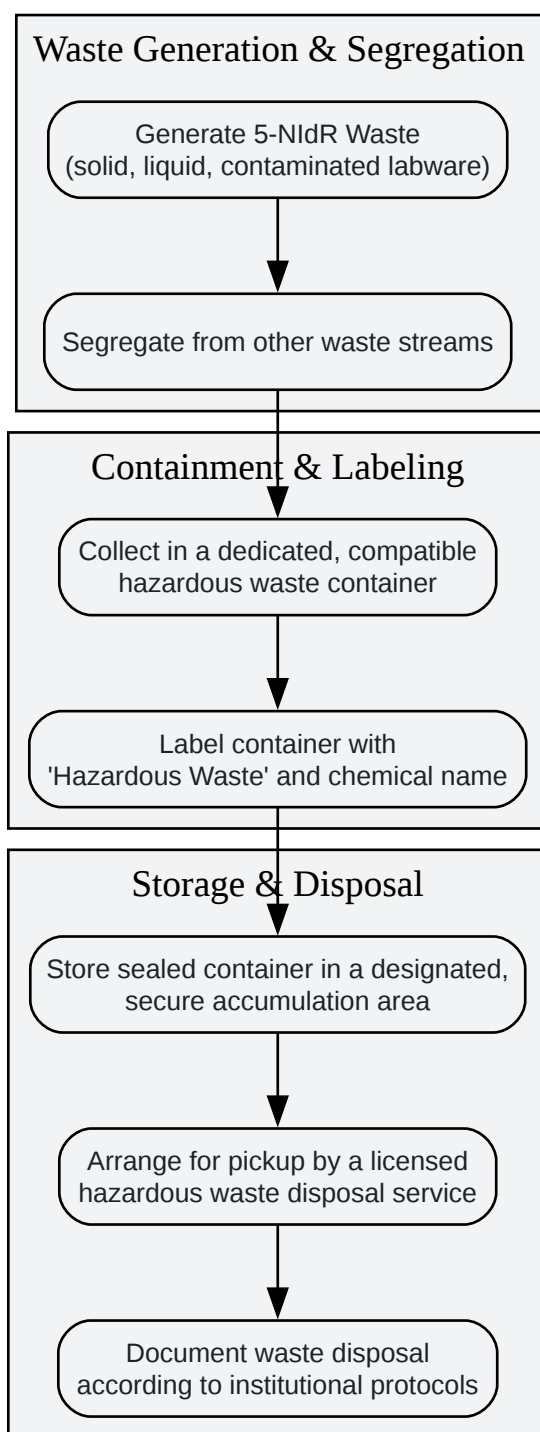 Waste Generation & Segregation
Generate 5-NIdR Waste
(solid, liquid, contaminated labware)
Segregate from other waste streams
Containment & Labeling
Collect in a dedicated, compatible
hazardous waste container
Label container with
'Hazardous Waste' and chemical name
Storage & Disposal
Store sealed container in a designated,
secure accumulation area
Arrange for pickup by a licensed
hazardous waste disposal service
Document waste disposal
according to institutional protocols